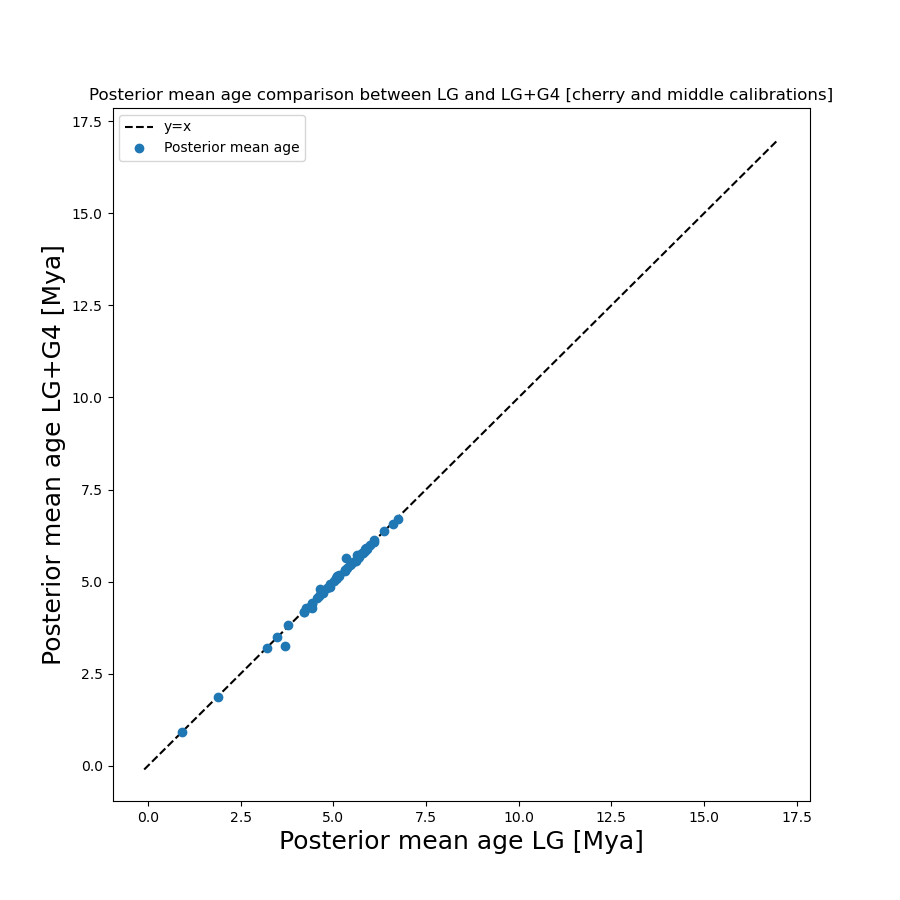 Posterior mean age comparison between LG and LG+G4 [cherry and middle calibrations]
y=x
Posterior mean age
17.5
15.0
12.5
10.0
7.5
5.0
2.5
0.0
Posterior mean age LG+G4 [Mya]
0.0 2.5 5.0 7.5 10.0 12.5 15.0 17.5
Posterior mean age LG [Mya]